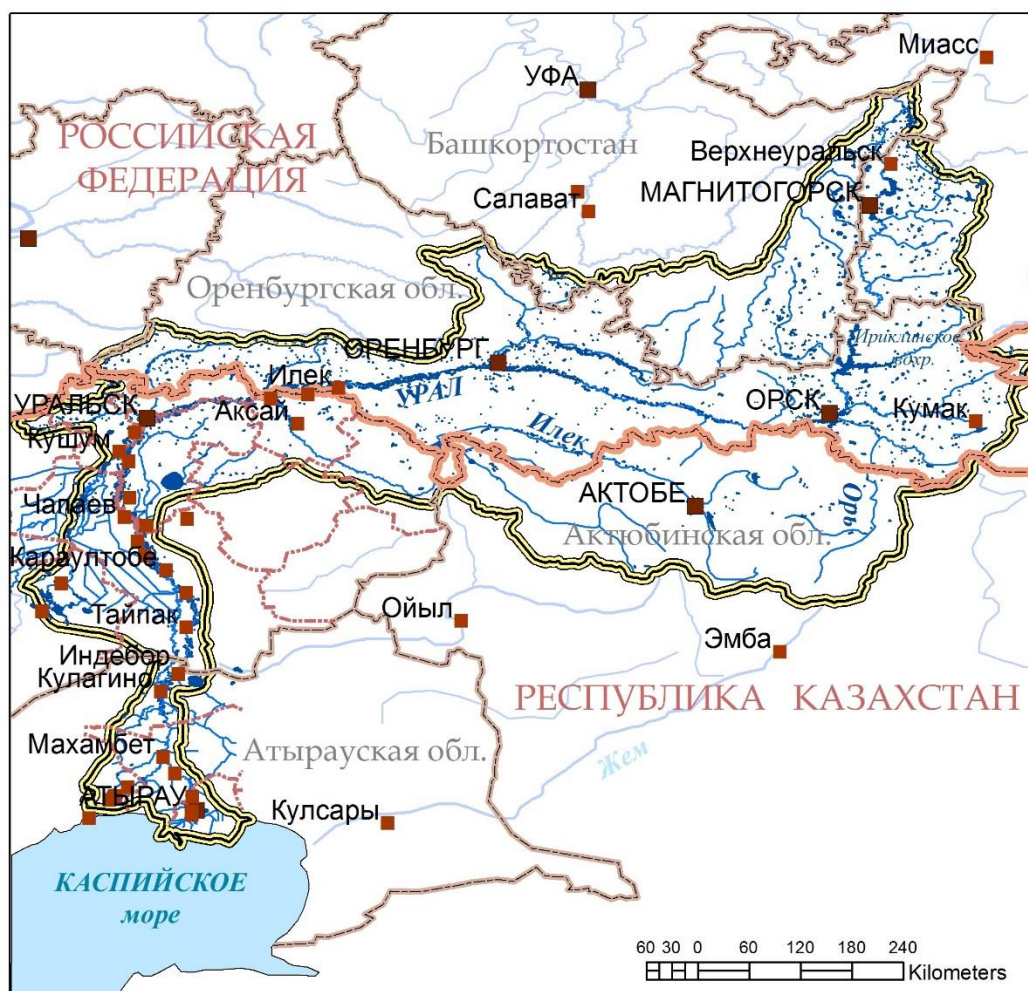 Миасс
УФА
РОССИЙСКАЯ
ФЕДЕРАЦИЯ
Башкортостан
Верхнеуральск
МАГНИТОГОРСК
Салават
Оренбургская обл.
Ириклинское
вдхр.
ОРЕНБУРГ
Илек
УРАЛ
УРАЛЬСК
Аксай
ОРСК
Кумак
Илек
Кушум
Чапаев
АКТОБЕ
Орь
Актюбинская обл.
Караултобе
Тайпак
Ойыл
Эмба
Индебор
Кулагино
РЕСПУБЛИКА КАЗАХСТАН
Махамбет
Атырауская обл.
Жем
АТЫРАУ
Кулсары
КАСПИЙСКОЕ
море
60 30 0 60 120 180 240
Kilometers